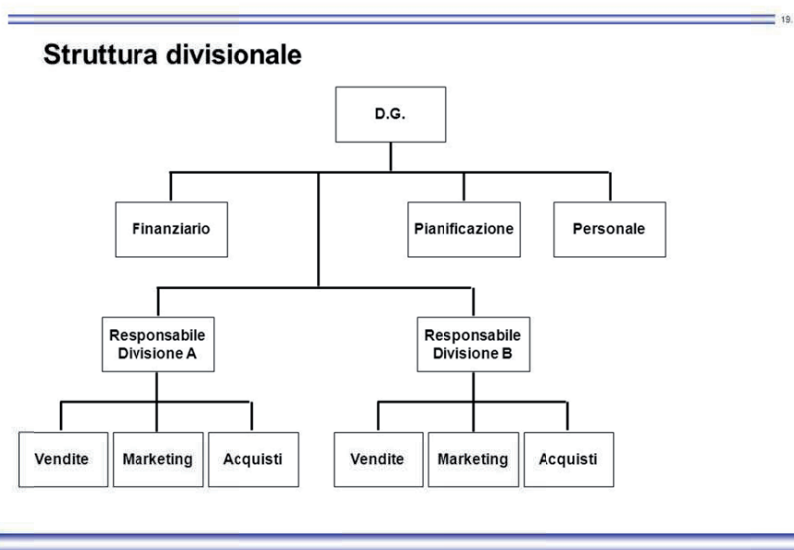 19.
Struttura divisionale
D.G.
Finanziario
Pianificazione
Personale
Responsabile
Divisione A
Responsabile
Divisione B
Vendite
Marketing
Acquisti
Vendite
Marketing
Acquisti